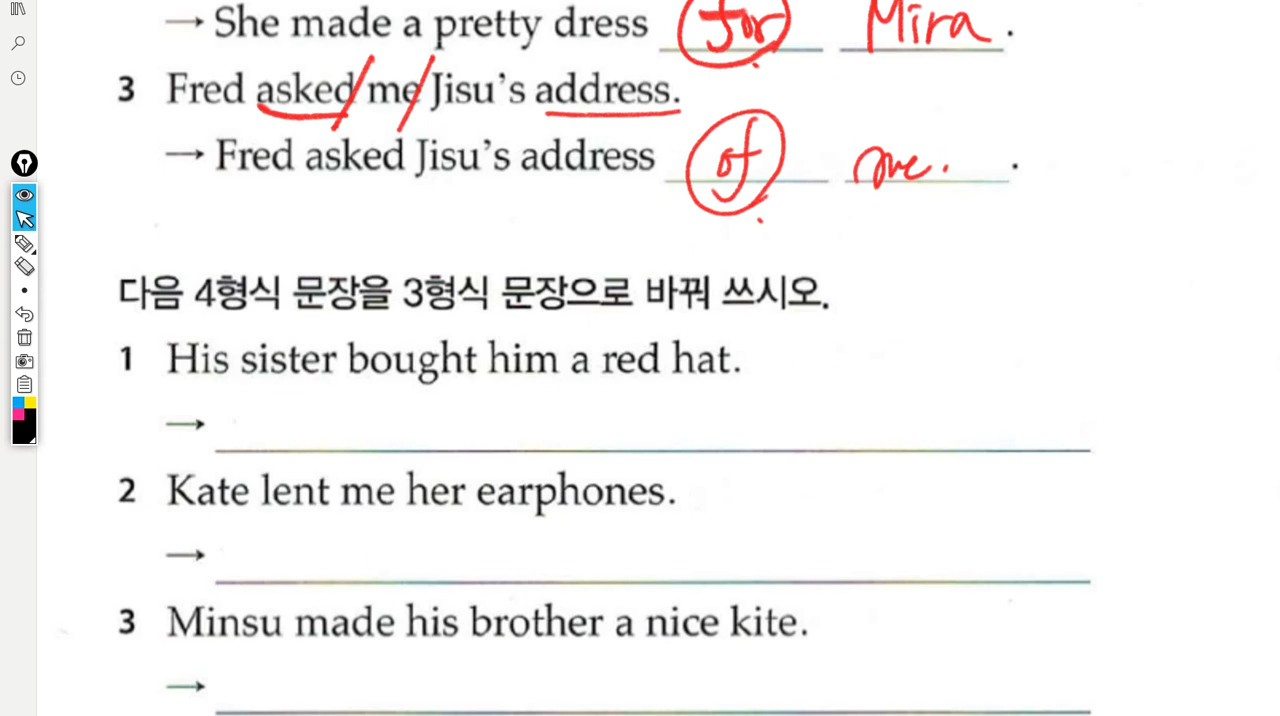 → She made a pretty dress for Mira.
3 Fred asked me Jisu's address.
→ Fred asked Jisu's address of me. .
다음 4형식 문장을 3형식 문장으로 바꿔 쓰시오.
1 His sister bought him a red hat.
→
2 Kate lent me her earphones.
→
3 Minsu made his brother a nice kite.
→